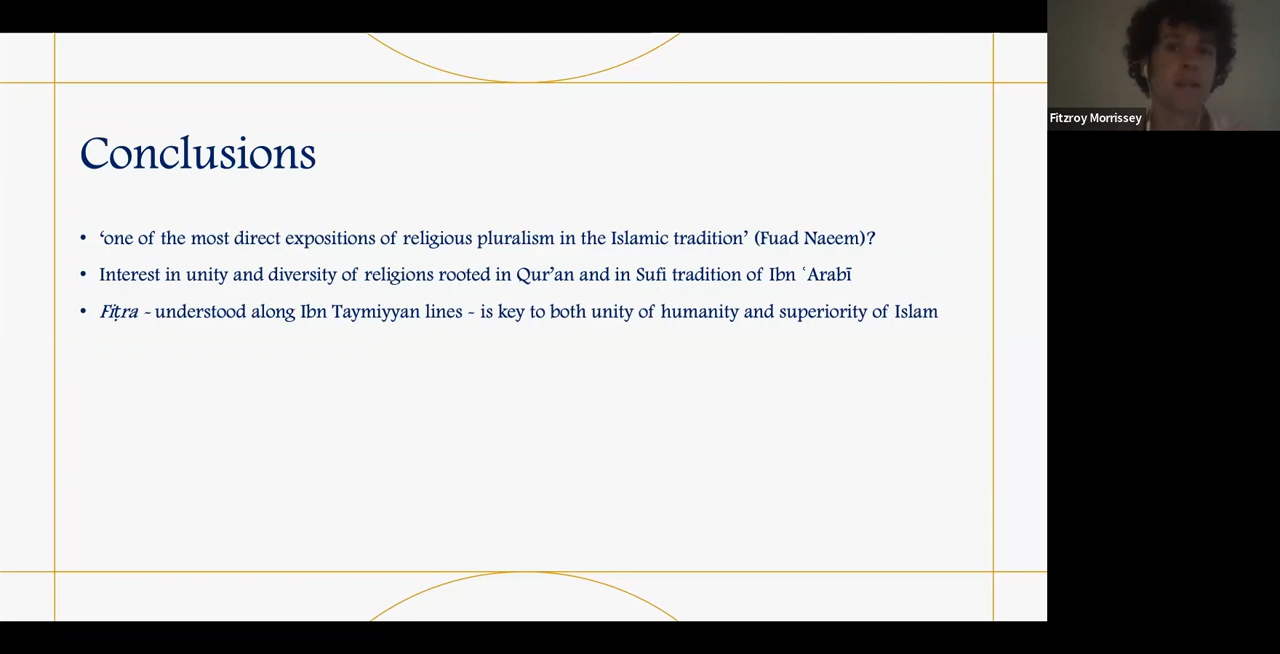 Conclusions
• ‘one of the most direct expositions of religious pluralism in the Islamic tradition’ (Fuad Naeem)?
• Interest in unity and diversity of religions rooted in Qur’an and in Sufi tradition of Ibn ʿArabī
• Fiṭra - understood along Ibn Taymiyyan lines - is key to both unity of humanity and superiority of Islam
Fitzroy Morrissey